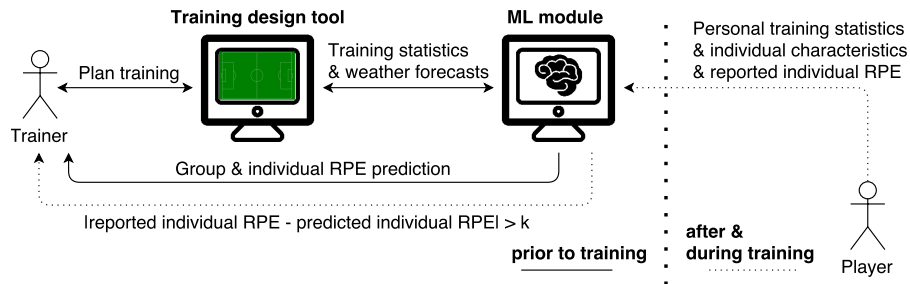 Training design tool
ML module
Personal training statistics
& individual characteristics
& reported individual RPE
Plan training
Training statistics
& weather forecasts
Trainer
Group & individual RPE prediction
|reported individual RPE - predicted individual RPE| > k
prior to training
after &
during training
Player